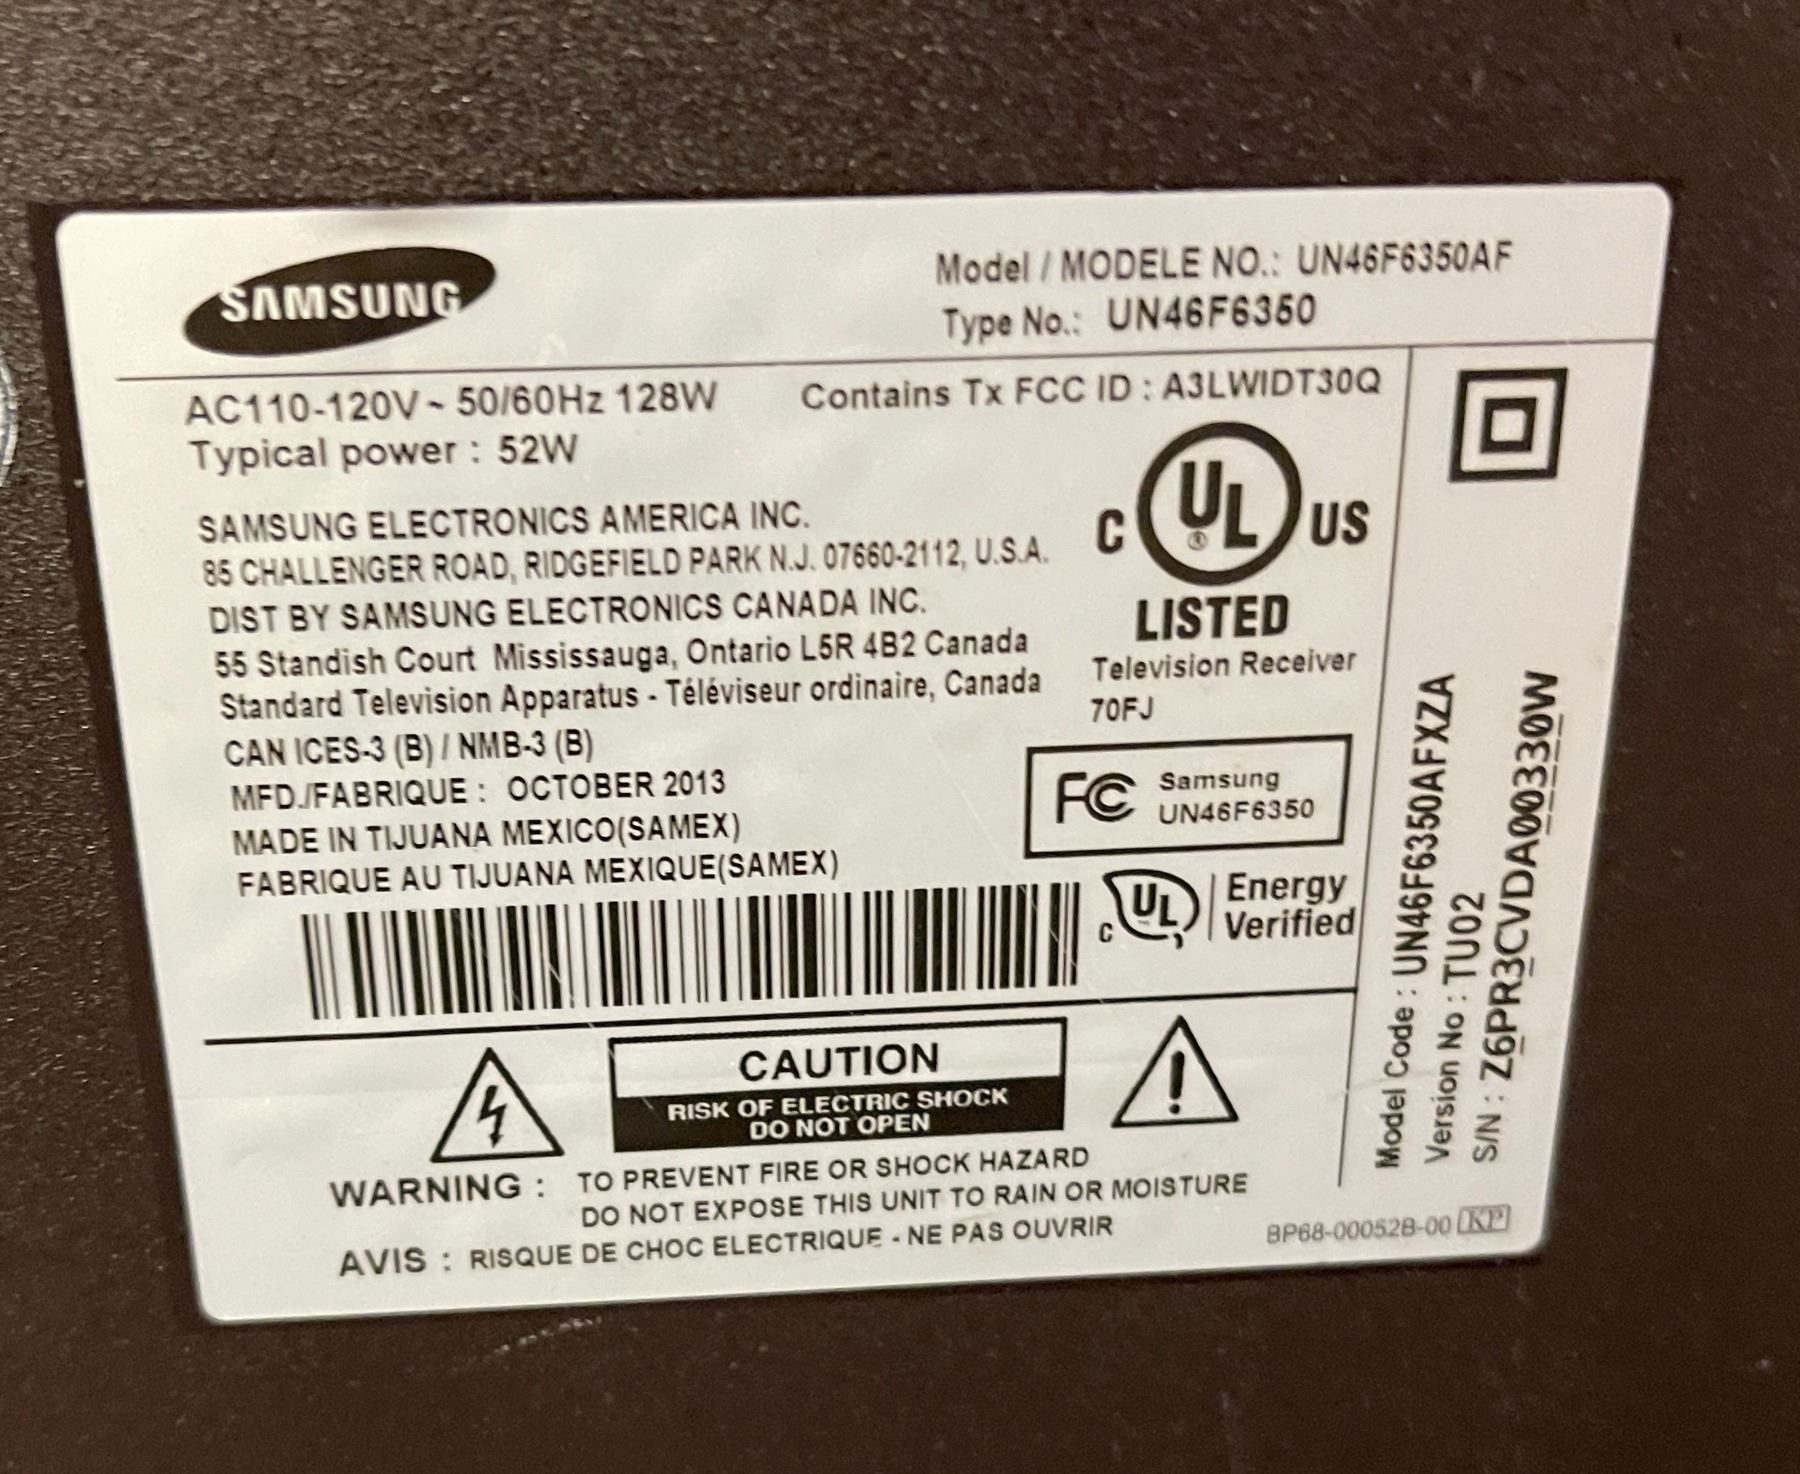 SAMSUNG
Model / MODELE NO.: UN46F6350AF
Type No.: UN46F6350
AC110-120V ~ 50/60Hz 128W
Typical power : 52W
Contains Tx FCC ID : A3LWIDT30Q
SAMSUNG ELECTRONICS AMERICA INC.
85 CHALLENGER ROAD, RIDGEFIELD PARK N.J. 07660-2112, U.S.A.
DIST BY SAMSUNG ELECTRONICS CANADA INC.
55 Standish Court Mississauga, Ontario L5R 4B2 Canada
Standard Television Apparatus - Téléviseur ordinaire, Canada
CAN ICES-3 (B) / NMB-3 (B)
MFD./FABRIQUE : OCTOBER 2013
MADE IN TIJUANA MEXICO(SAMEX)
FABRIQUE AU TIJUANA MEXIQUE(SAMEX)
C UL ® US
LISTED
Television Receiver
70FJ
FC Samsung
UN46F6350
C UL Energy
Verified
CAUTION
RISK OF ELECTRIC SHOCK
DO NOT OPEN
WARNING : TO PREVENT FIRE OR SHOCK HAZARD
DO NOT EXPOSE THIS UNIT TO RAIN OR MOISTURE
AVIS : RISQUE DE CHOC ELECTRIQUE - NE PAS OUVRIR
Model Code : UN46F6350AFXZA
Version No : TU02
S/N : Z6PR3CVDA00330W
BP68-00052B-00 KP